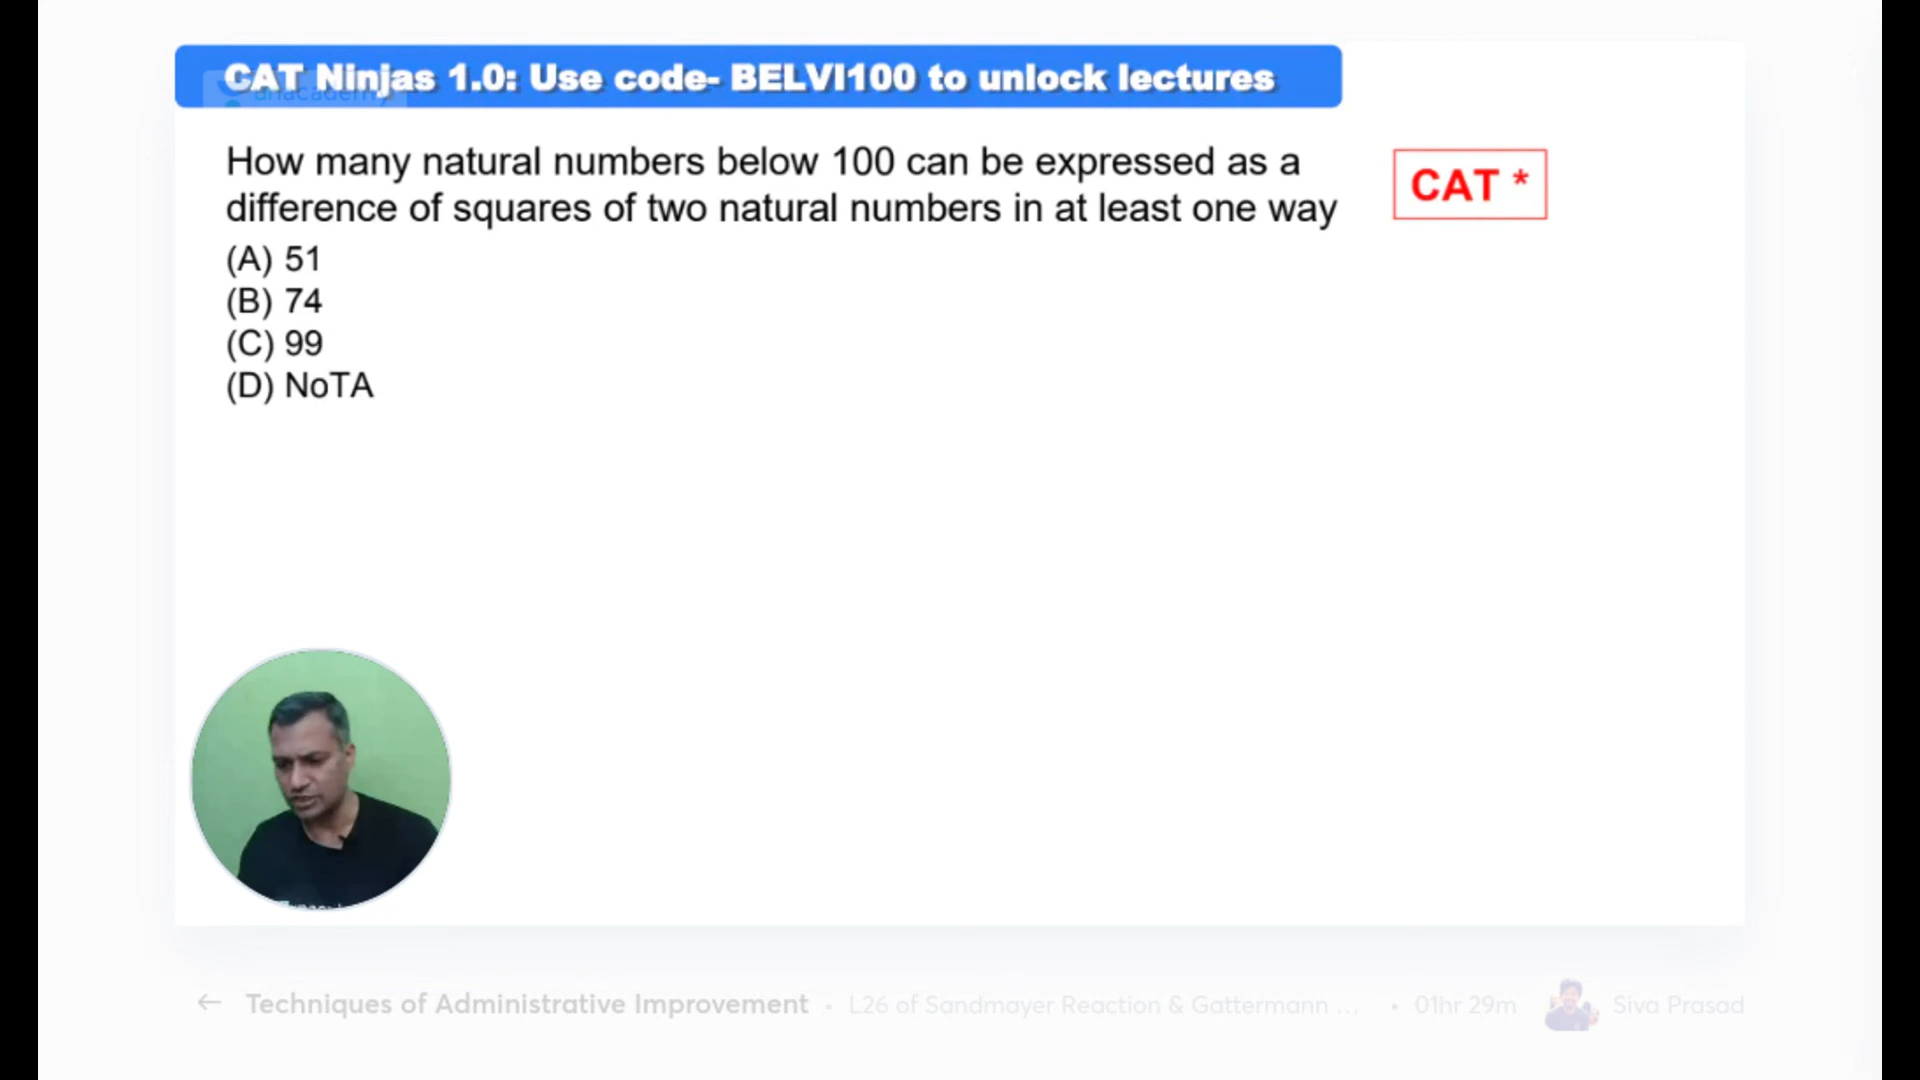 CAT Ninjas 1.0: Use code- BELVI100 to unlock lectures
How many natural numbers below 100 can be expressed as a
difference of squares of two natural numbers in at least one way
CAT *
(A) 51
(B) 74
(C) 99
(D) NoTA
← Techniques of Administrative Improvement • L26 of Sandmayer Reaction & Gattermann ... • 01hr 29m Siva Prasad